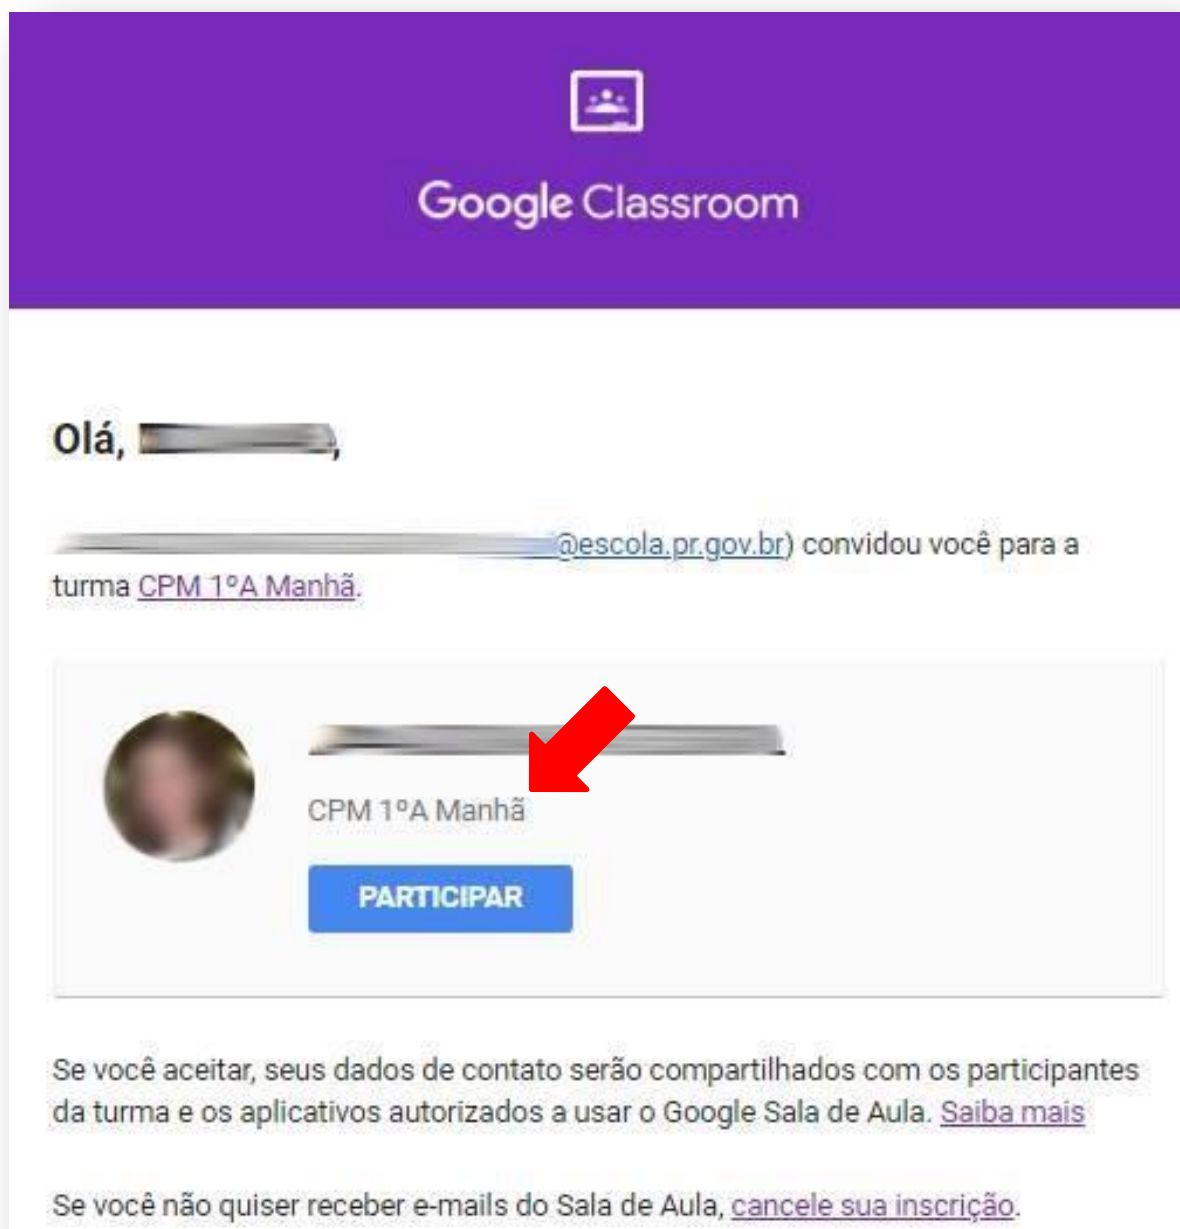 Google Classroom
Olá, ,
@escola.pr.gov.br) convidou você para a
turma CPM 1ºA Manhã.
CPM 1ºA Manhã
PARTICIPAR
Se você aceitar, seus dados de contato serão compartilhados com os participantes
da turma e os aplicativos autorizados a usar o Google Sala de Aula. Saiba mais
Se você não quiser receber e-mails do Sala de Aula, cancele sua inscrição.